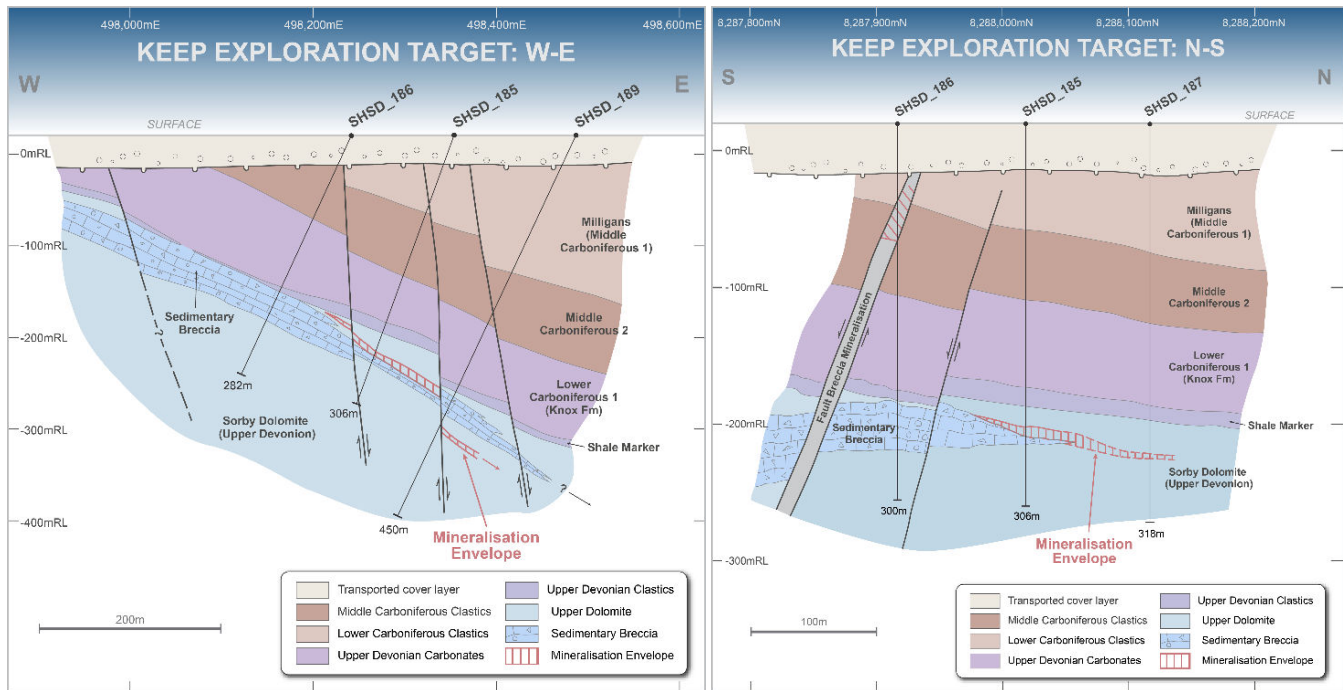 498,000mE
498,200mE
498,400mE
498,600mE
KEEP EXPLORATION TARGET: W-E
W
E
SHSD_186
SHSD_185
SHSD_189
SURFACE
0mRL
-100mRL
-200mRL
-300mRL
-400mRL
Milligans
(Middle
Carboniferous 1)
Sedimentary
Breccia
Middle
Carboniferous 2
282m
306m
Lower
Carboniferous 1
(Knox Fm)
Sorby Dolomite
(Upper Devonion)
Shale Marker
?
?
450m
Mineralisation
Envelope
200m
Transported cover layer
Middle Carboniferous Clastics
Lower Carboniferous Clastics
Upper Devonian Carbonates
Upper Devonian Clastics
Upper Dolomite
Sedimentary Breccia
Mineralisation Envelope
8,287,800mN
8,287,900mN
8,288,000mN
8,288,100mN
8,288,200mN
KEEP EXPLORATION TARGET: N-S
S
N
SHSD_186
SHSD_185
SHSD_187
SURFACE
0mRL
-100mRL
-200mRL
-300mRL
Milligans
(Middle
Carboniferous 1)
Middle
Carboniferous 2
Fault Breccia Mineralisation
Lower
Carboniferous 1
(Knox Fm)
Shale Marker
Sedimentary
Breccia
Sorby Dolomite
(Upper Devonion)
300m
306m
318m
Mineralisation
Envelope
100m
Transported cover layer
Middle Carboniferous Clastics
Lower Carboniferous Clastics
Upper Devonian Carbonates
Upper Devonian Clastics
Upper Dolomite
Sedimentary Breccia
Mineralisation Envelope